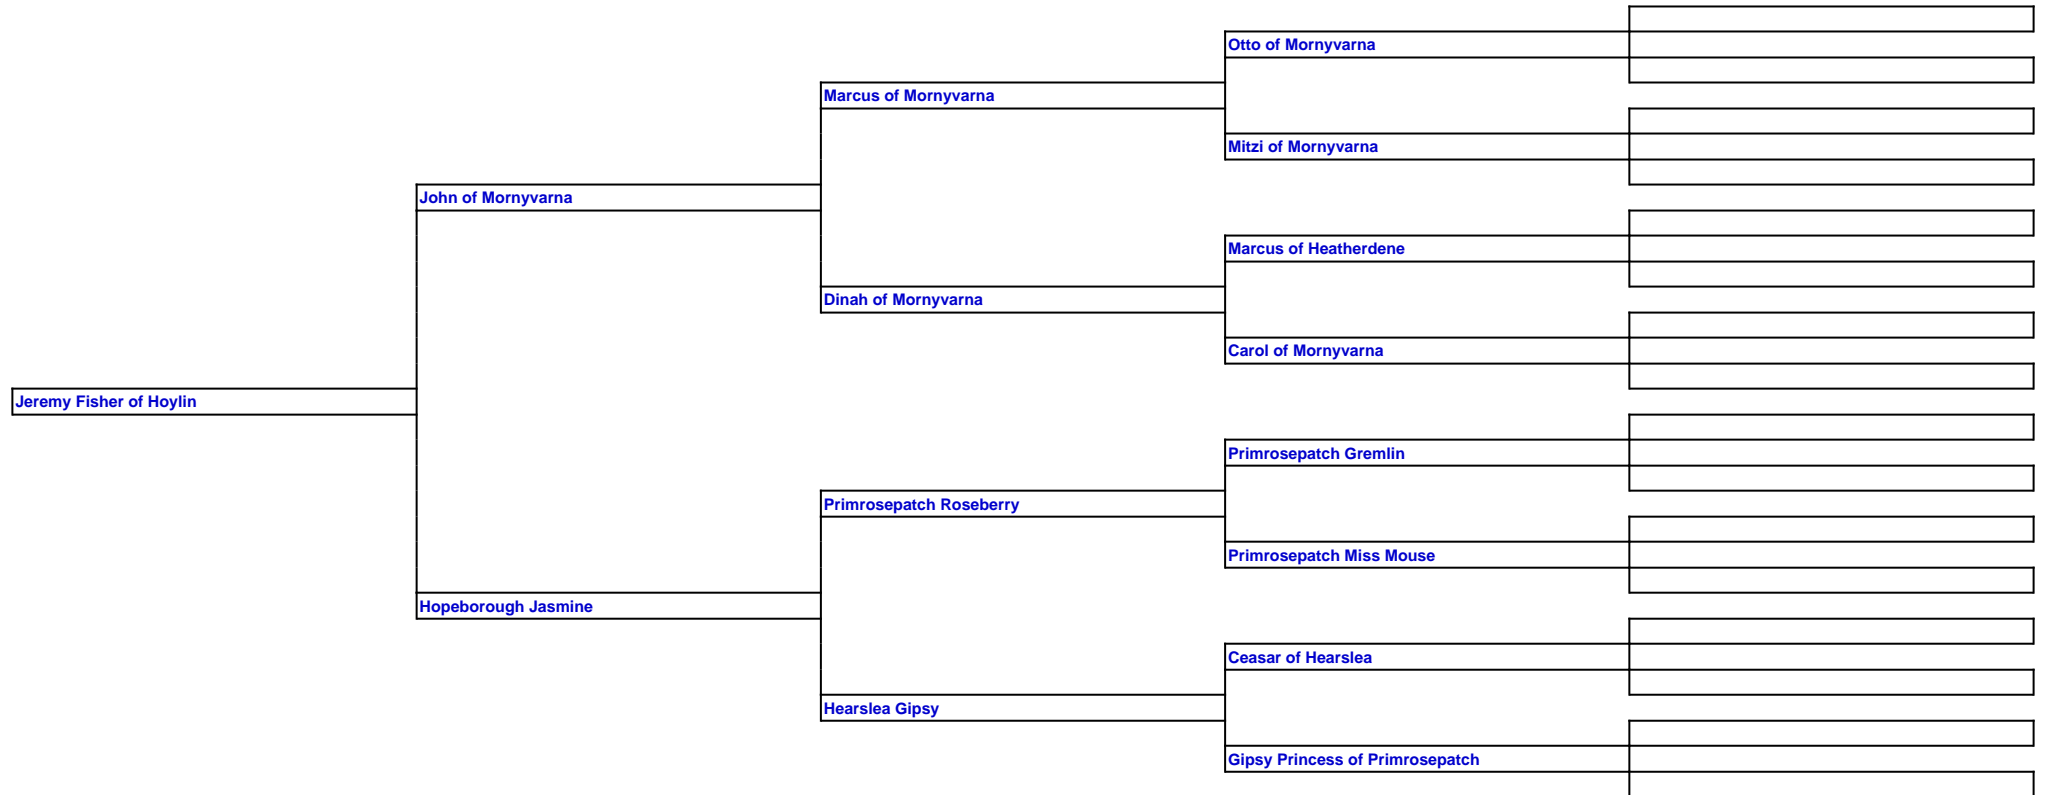 Otto of Mornyvarna
Marcus of Mornyvarna
Mitzi of Mornyvarna
John of Mornyvarna
Marcus of Heatherdene
Dinah of Mornyvarna
Carol of Mornyvarna
Jeremy Fisher of Hoylin
Primrosepatch Gremlin
Primrosepatch Roseberry
Primrosepatch Miss Mouse
Hopeborough Jasmine
Ceasar of Hearslea
Hearslea Gipsy
Gipsy Princess of Primrosepatch